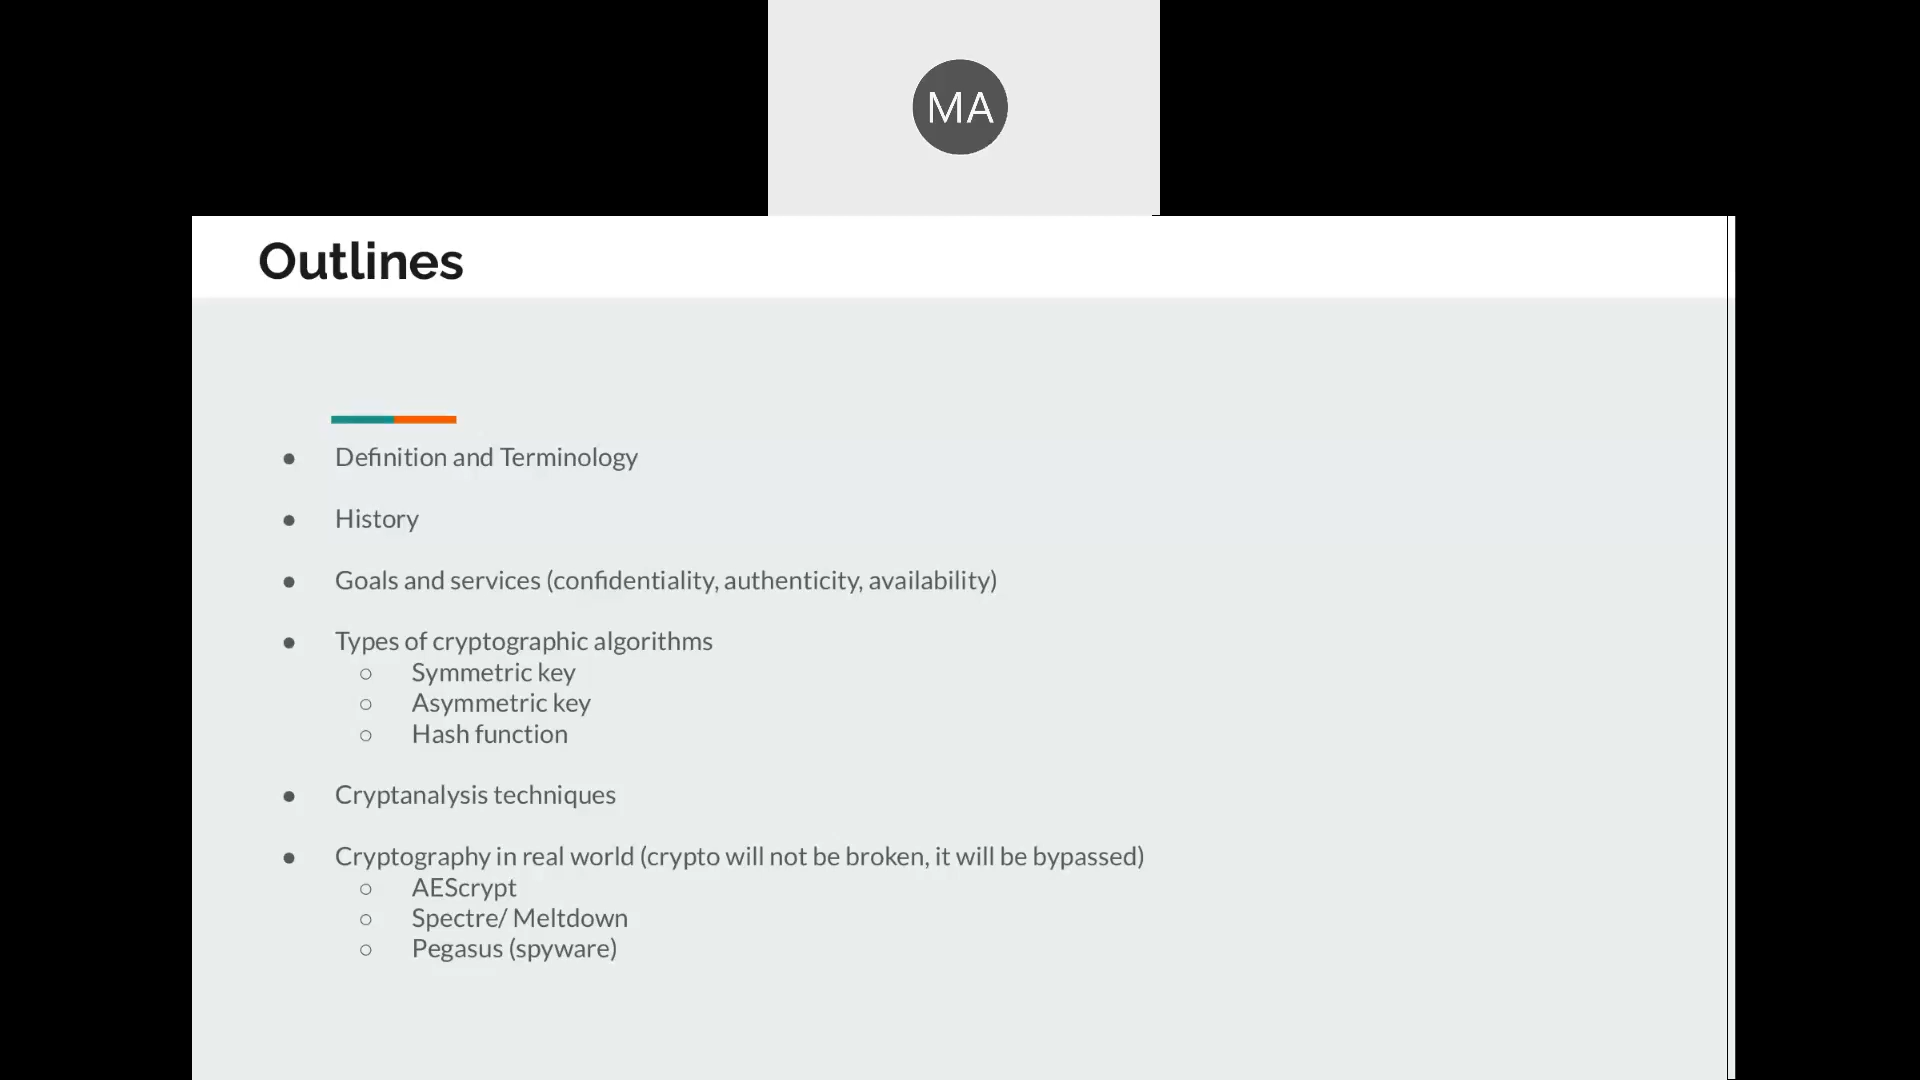 MA
Outlines
● Definition and Terminology
● History
● Goals and services (confidentiality, authenticity, availability)
● Types of cryptographic algorithms
○ Symmetric key
○ Asymmetric key
○ Hash function
● Cryptanalysis techniques
● Cryptography in real world (crypto will not be broken, it will be bypassed)
○ AEScrypt
○ Spectre/ Meltdown
○ Pegasus (spyware)